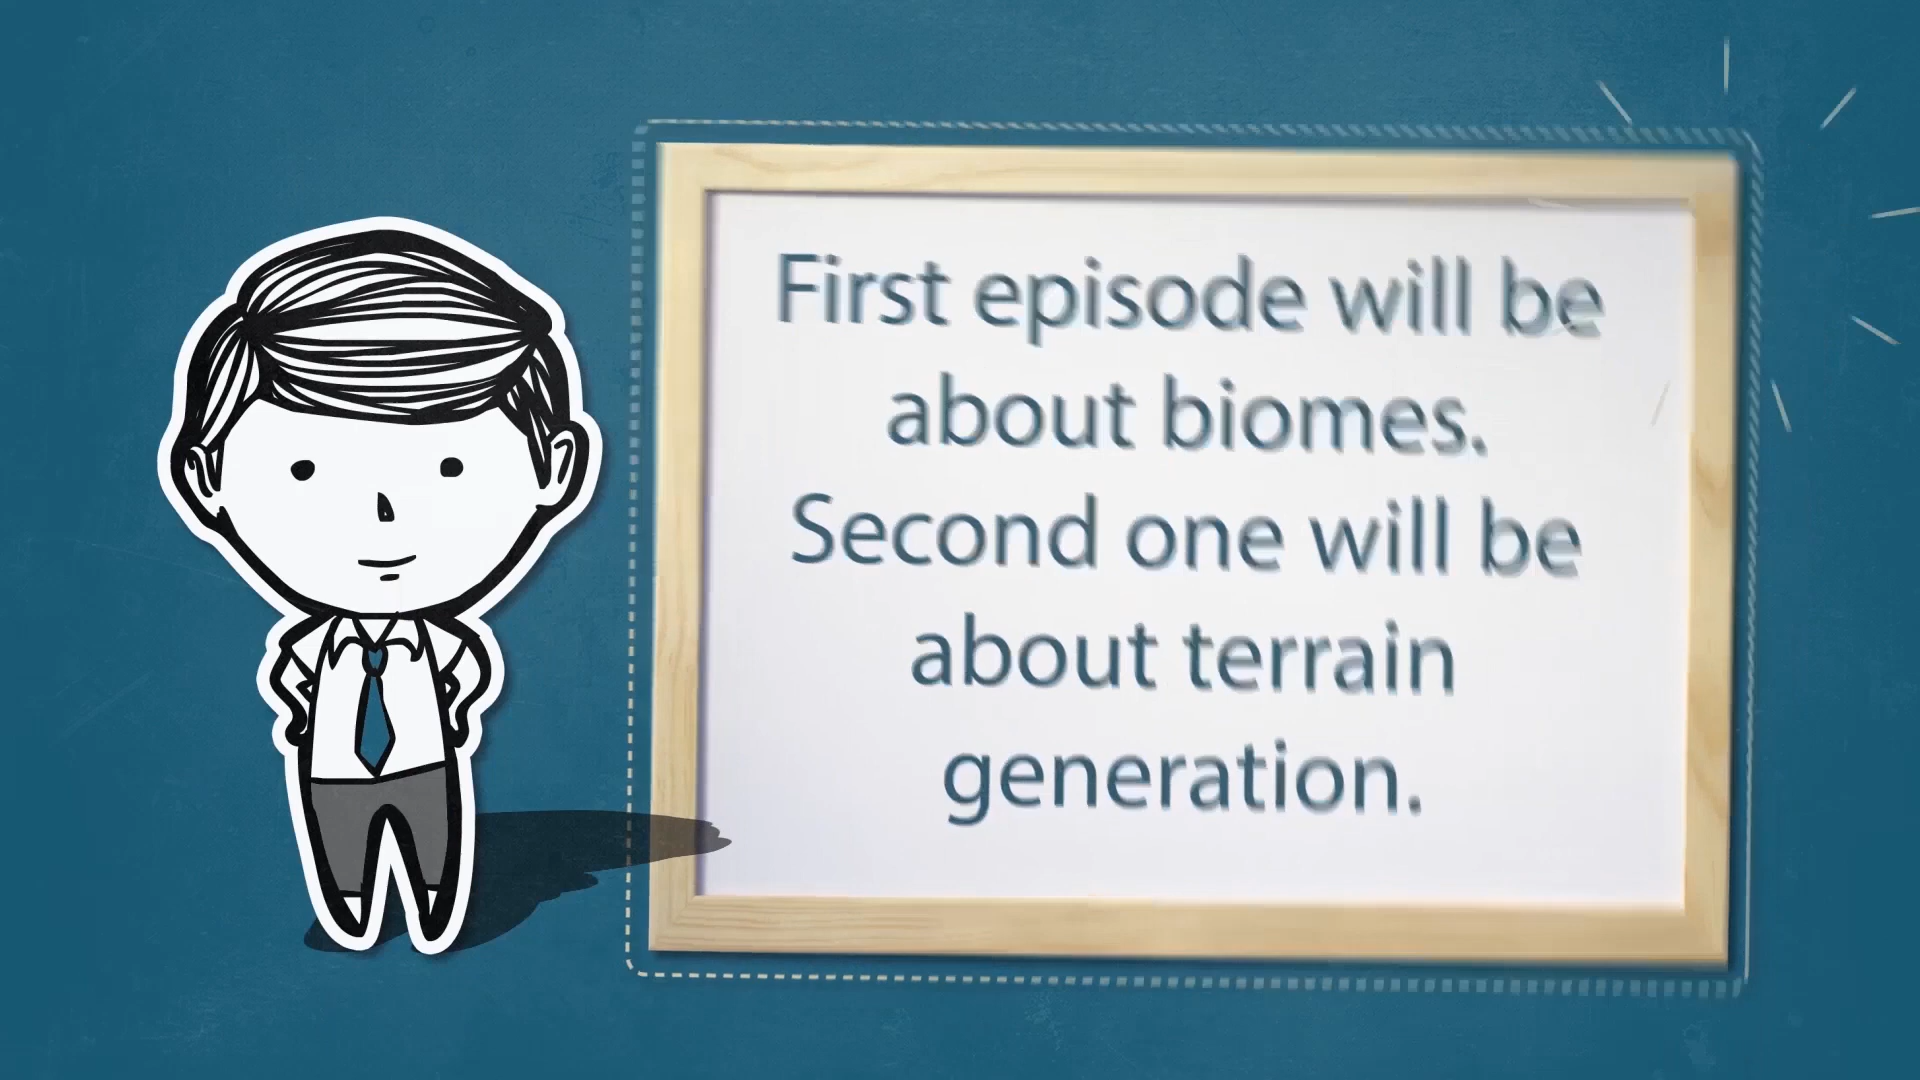 First episode will be
about biomes.
Second one will be
about terrain
generation.